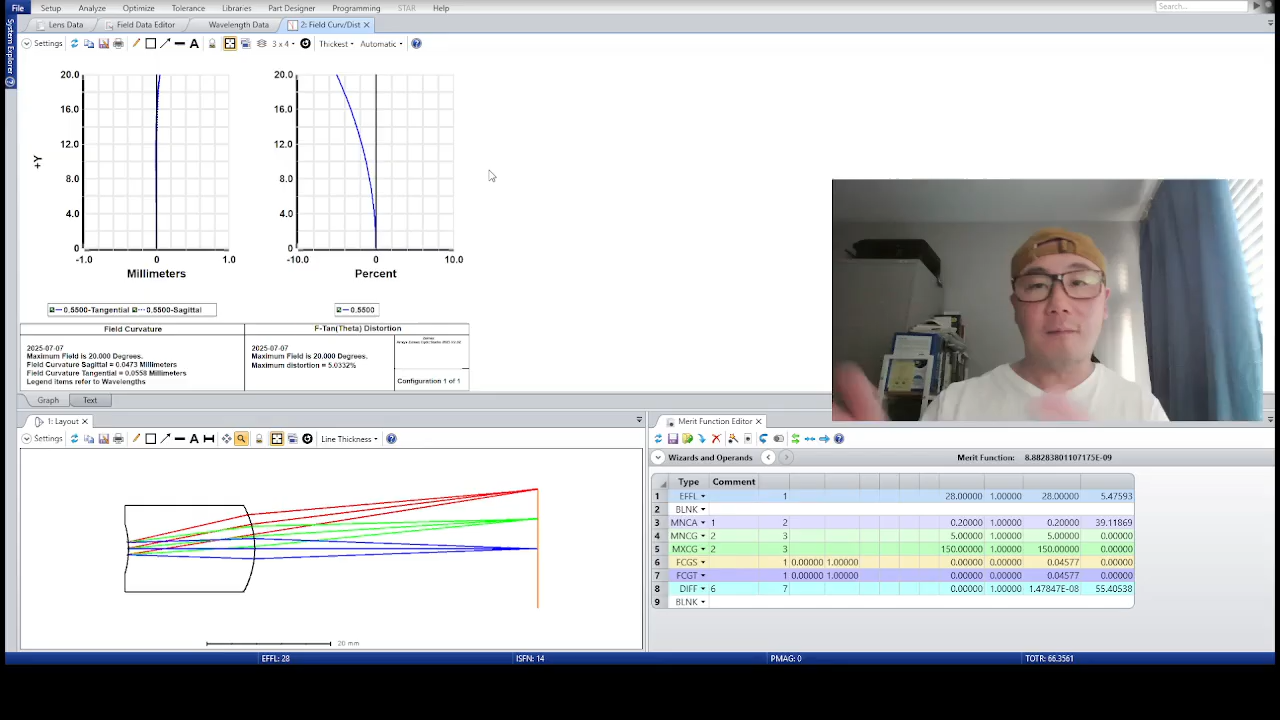 File Setup Analyze Optimize Tolerance Libraries Part Designer Programming STAR Help Search...
System Explorer
Lens Data Field Data Editor Wavelength Data 2: Field Curv/Dist
Settings 3 x 4 Thickest Automatic
20.0 20.0
16.0 16.0
12.0 12.0
+Y
8.0 8.0
4.0 4.0
0 0
-1.0 0 1.0 -10.0 0 10.0
Millimeters Percent
0.5500-Tangential 0.5500-Sagittal 0.5500
Field Curvature F-Tan(Theta) Distortion
2025-07-07 2025-07-07
Maximum Field is 20.000 Degrees. Maximum Field is 20.000 Degrees.
Field Curvature Sagittal = 0.0473 Millimeters Maximum distortion = 5.0332%
Field Curvature Tangential = 0.0558 Millimeters
Legend items refer to Wavelengths Configuration 1 of 1
Graph Text
1: Layout
Settings Line Thickness
20 mm
Merit Function Editor
Wizards and Operands Merit Function: 8.88283801107175E-09
Type Comment
1 EFFL 1 28.00000 1.00000 28.00000 5.47593
2 BLNK
3 MNCA 1 2 0.20000 1.00000 0.20000 39.11869
4 MNCG 2 3 5.00000 1.00000 5.00000 0.00000
5 MXCG 2 3 150.00000 1.00000 150.00000 0.00000
6 FCGS 1 0.00000 1.00000 0.00000 0.00000 0.04577 0.00000
7 FCGT 1 0.00000 1.00000 0.00000 0.00000 0.04577 0.00000
8 DIFF 6 7 0.00000 1.00000 1.47847E-08 55.40538
9 BLNK
EFFL: 28 ISFN: 14 PMAG: 0 TOTR: 66.3561